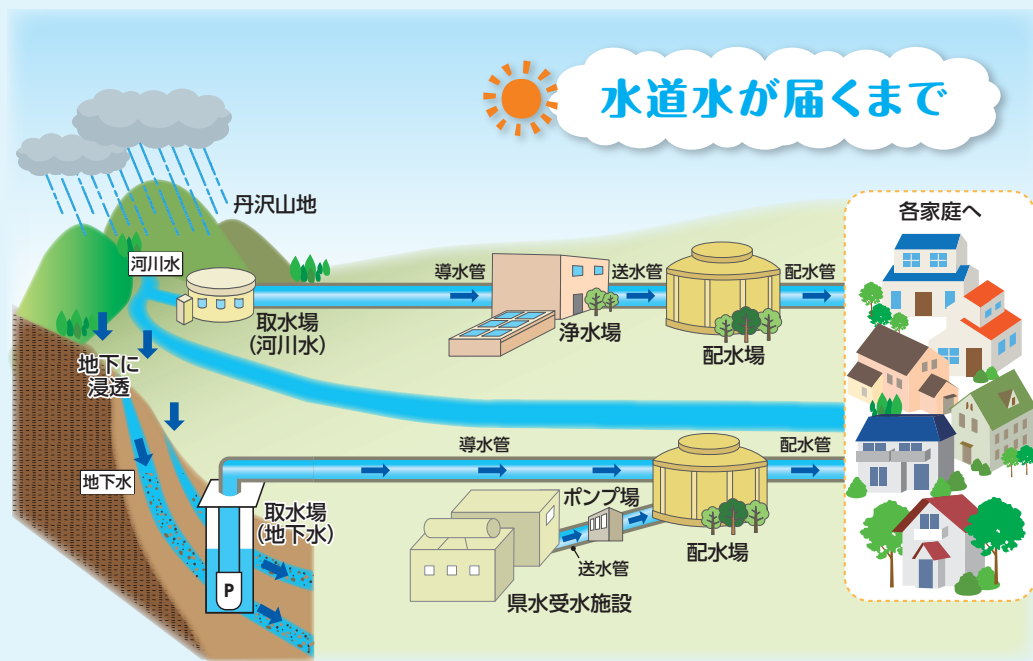 水道水が届くまで
丹沢山地
各家庭へ
河川水
導水管
送水管
配水管
取水場
(河川水)
浄水場
配水場
地下に
浸透
地下水
導水管
配水管
取水場
(地下水)
ポンプ場
配水場
送水管
P
県水受水施設